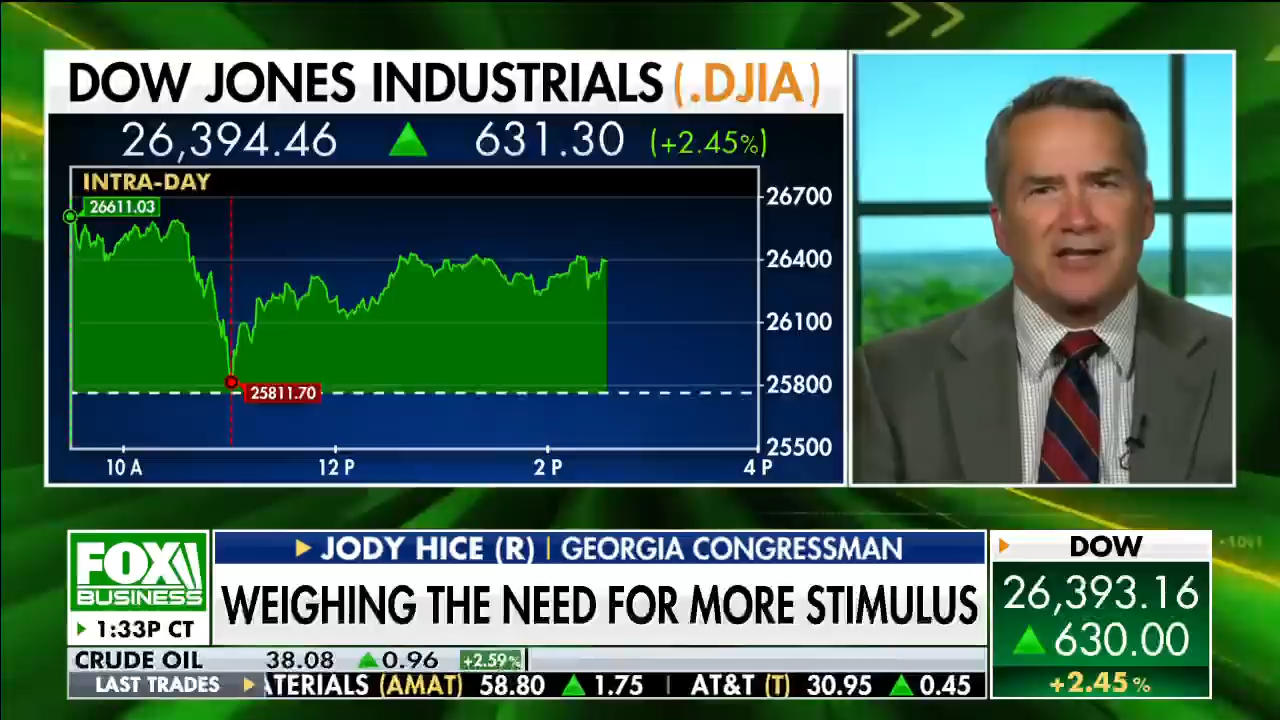 DOW JONES INDUSTRIALS (.DJIA)
26,394.46 ▲ 631.30 (+2.45%)
INTRA-DAY
26611.03
26700
26400
26100
25811.70
25800
25500
10 A 12 P 2 P 4 P
JODY HICE (R) | GEORGIA CONGRESSMAN
WEIGHING THE NEED FOR MORE STIMULUS
FOX
BUSINESS
1:33P CT
DOW
26,393.16
▲ 630.00
+2.45%
CRUDE OIL 38.08 ▲ 0.96 +2.59%
LAST TRADES ATERIALS (AMAT) 58.80 ▲ 1.75 | AT&T (T) 30.95 ▲ 0.45